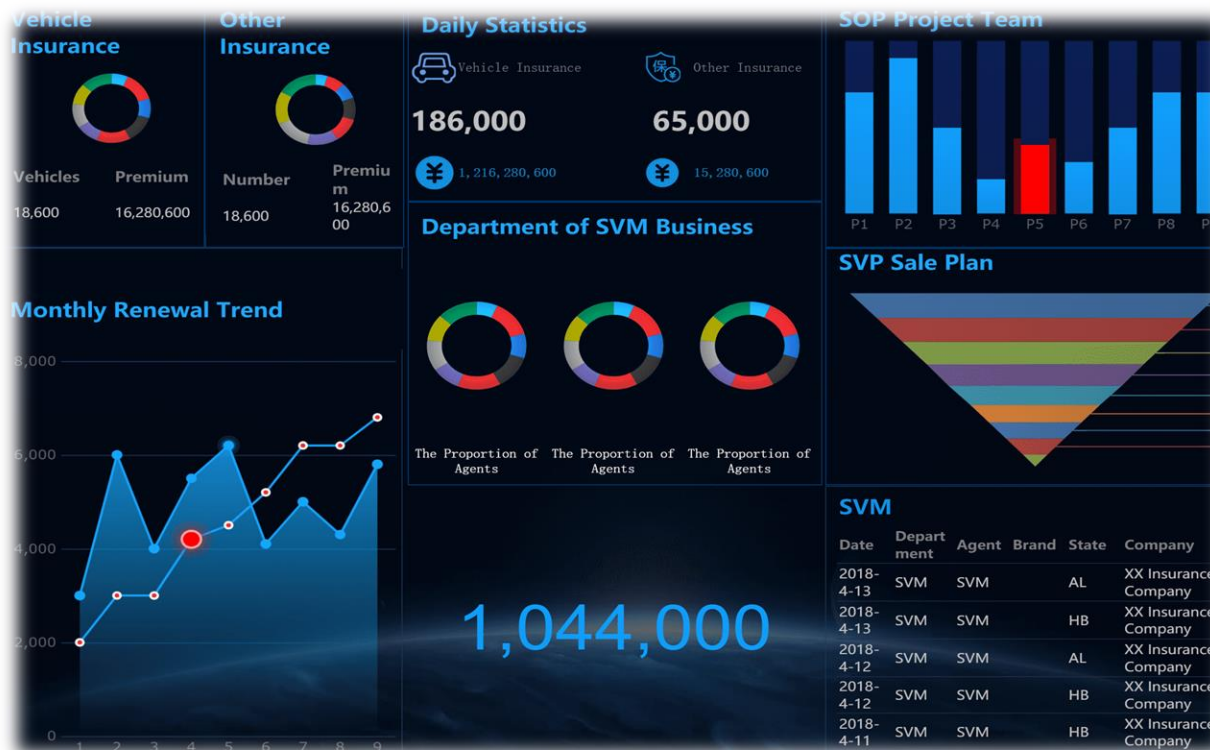 Vehicle
Insurance
Vehicles Premium
18,600 16,280,600
Other
Insurance
Number Premiu
m
18,600 16,280,6
00
Daily Statistics
Vehicle Insurance
Other Insurance
保
¥
186,000
65,000
¥ 1,216,280,600
¥ 15,280,600
SOP Project Team
P1 P2 P3 P4 P5 P6 P7 P8
Monthly Renewal Trend
8,000
6,000
4,000
2,000
0
1 2 3 4 5 6 7 8 9
Department of SVM Business
The Proportion of
Agents
The Proportion of
Agents
The Proportion of
Agents
1,044,000
SVP Sale Plan
SVM
Date Depart
ment Agent Brand State Company
2018-
4-13 SVM SVM AL XX Insurance
Company
2018-
4-13 SVM SVM HB XX Insurance
Company
2018-
4-12 SVM SVM AL XX Insurance
Company
2018-
4-12 SVM SVM HB XX Insurance
Company
2018-
4-11 SVM SVM HB XX Insurance
Company